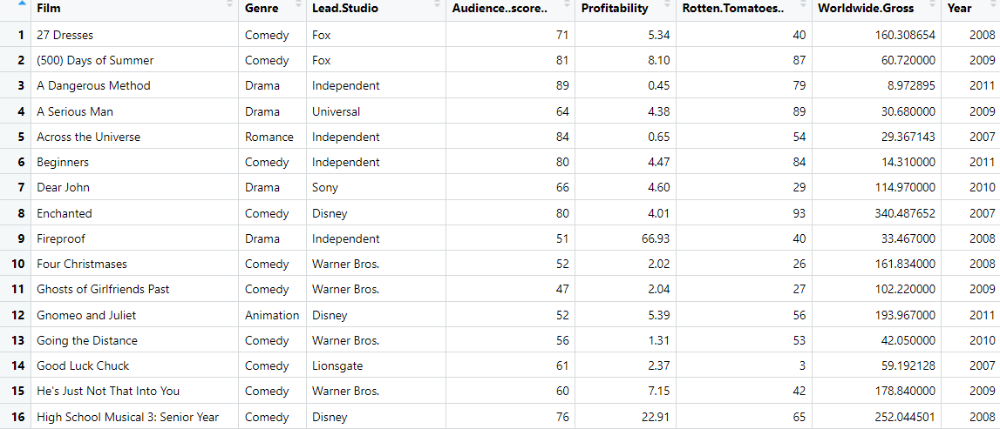 Film Genre Lead.Studio Audience..score.. Profitability Rotten.Tomatoes.. Worldwide.Gross Year
1 27 Dresses Comedy Fox 71 5.34 40 160.308654 2008
2 (500) Days of Summer Comedy Fox 81 8.10 87 60.720000 2009
3 A Dangerous Method Drama Independent 89 0.45 79 8.972895 2011
4 A Serious Man Drama Universal 64 4.38 89 30.680000 2009
5 Across the Universe Romance Independent 84 0.65 54 29.367143 2007
6 Beginners Comedy Independent 80 4.47 84 14.310000 2011
7 Dear John Drama Sony 66 4.60 29 114.970000 2010
8 Enchanted Comedy Disney 80 4.01 93 340.487652 2007
9 Fireproof Drama Independent 51 66.93 40 33.467000 2008
10 Four Christmases Comedy Warner Bros. 52 2.02 26 161.834000 2008
11 Ghosts of Girlfriends Past Comedy Warner Bros. 47 2.04 27 102.220000 2009
12 Gnomeo and Juliet Animation Disney 52 5.39 56 193.967000 2011
13 Going the Distance Comedy Warner Bros. 56 1.31 53 42.050000 2010
14 Good Luck Chuck Comedy Lionsgate 61 2.37 3 59.192128 2007
15 He's Just Not That Into You Comedy Warner Bros. 60 7.15 42 178.840000 2009
16 High School Musical 3: Senior Year Comedy Disney 76 22.91 65 252.044501 2008